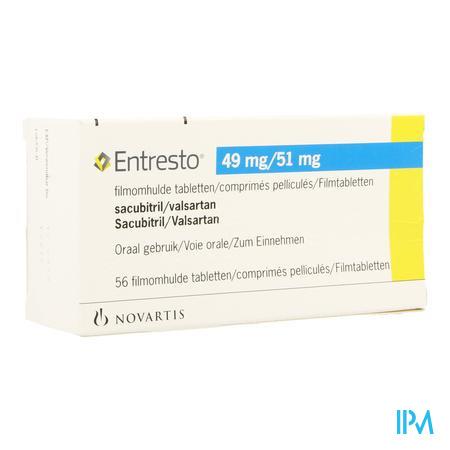 Entresto®
49 mg/51 mg
filmomhulde tabletten/comprimés pelliculés/Filmtabletten
sacubitril/valsartan
Sacubitril/Valsartan
Oraal gebruik/Voie orale/Zum Einnehmen
56 filmomhulde tabletten/comprimés pelliculés/Filmtabletten
NOVARTIS
IPM